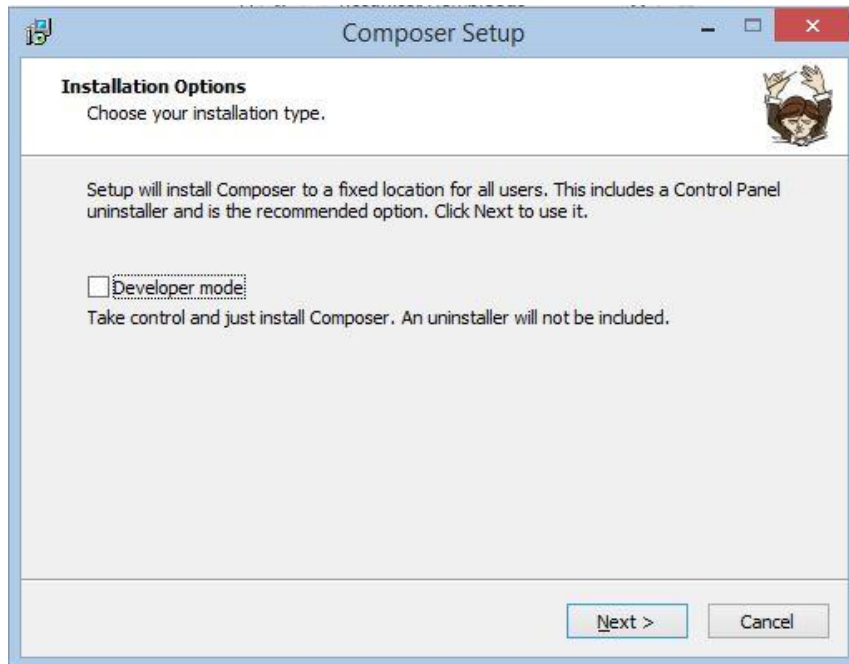 Composer Setup
Installation Options
Choose your installation type.
Setup will install Composer to a fixed location for all users. This includes a Control Panel
uninstaller and is the recommended option. Click Next to use it.
Developer mode
Take control and just install Composer. An uninstaller will not be included.
Next >
Cancel